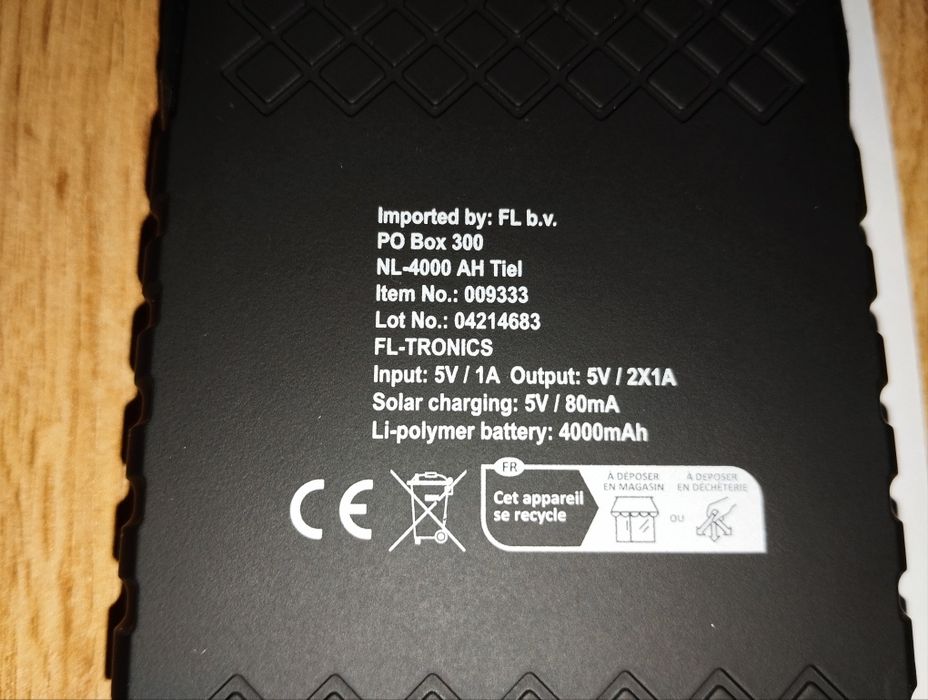 Imported by: FL b.v.
PO Box 300
NL-4000 AH Tiel
Item No.: 009333
Lot No.: 04214683
FL-TRONICS
Input: 5V / 1A Output: 5V / 2X1A
Solar charging: 5V / 80mA
Li-polymer battery: 4000mAh
CE
FR
Cet appareil
se recycle
À DÉPOSER
EN MAGASIN
OU
À DÉPOSER
EN DÉCHÈTERIE